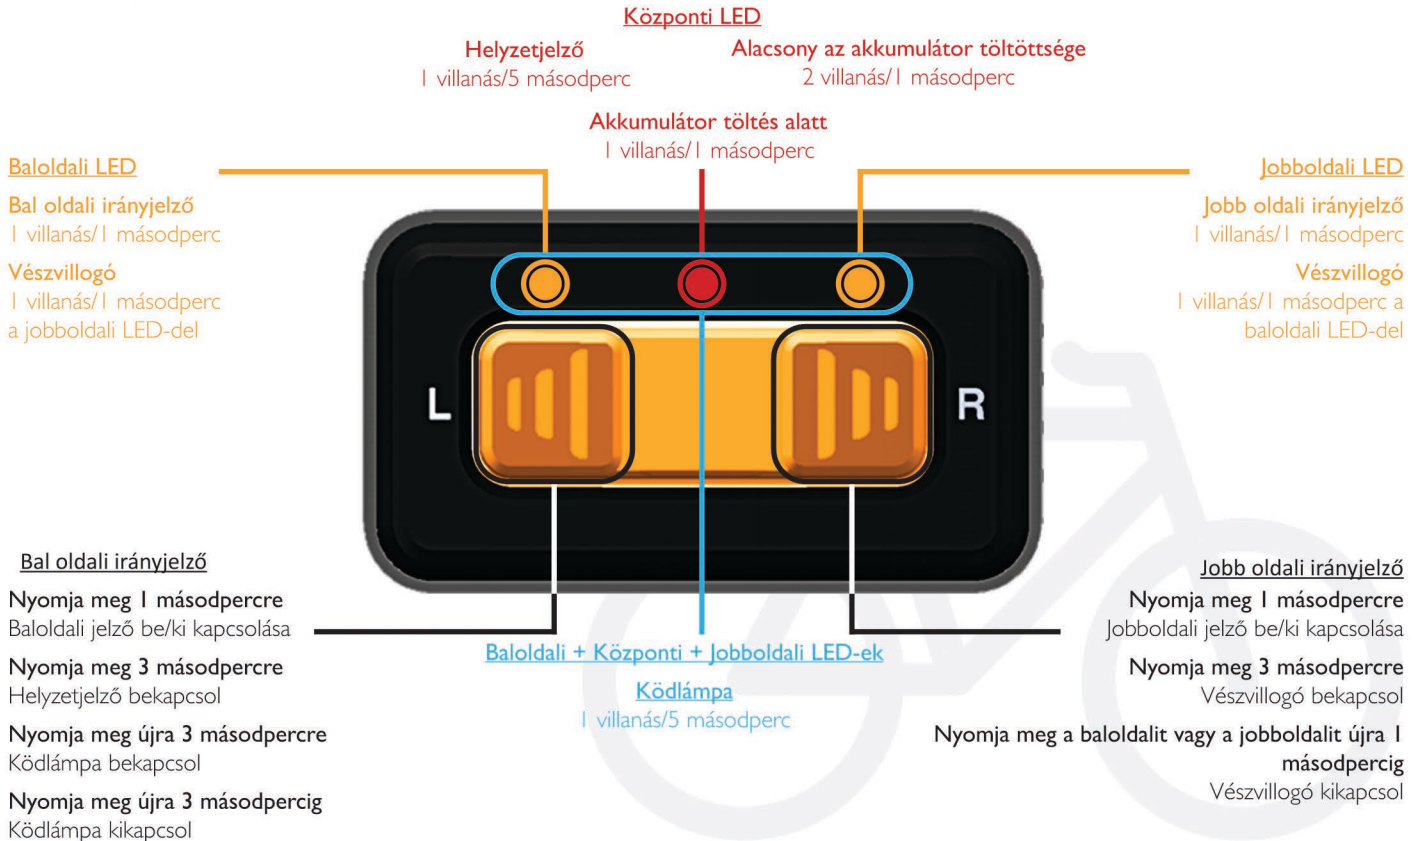 Központi LED
Helyzetjelző
1 villanás/5 másodperc
Alacsony az akkumulátor töltöttsége
2 villanás/1 másodperc
Akkumulátor töltés alatt
1 villanás/1 másodperc
Baloldali LED
Bal oldali irányjelző
1 villanás/1 másodperc
Vészvillogó
1 villanás/1 másodperc
a jobboldali LED-del
Jobboldali LED
Jobb oldali irányjelző
1 villanás/1 másodperc
Vészvillogó
1 villanás/1 másodperc a
baloldali LED-del
L
R
Bal oldali irányjelző
Nyomja meg 1 másodpercre
Baloldali jelző be/ki kapcsolása
Nyomja meg 3 másodpercre
Helyzetjelző bekapcsol
Nyomja meg újra 3 másodpercre
Ködlámpa bekapcsol
Nyomja meg újra 3 másodpercig
Ködlámpa kikapcsol
Baloldali + Központi + Jobboldali LED-ek
Ködlámpa
1 villanás/5 másodperc
Jobb oldali irányjelző
Nyomja meg 1 másodpercre
Jobboldali jelző be/ki kapcsolása
Nyomja meg 3 másodpercre
Vészvillogó bekapcsol
Nyomja meg a baloldalit vagy a jobboldalit újra 1
másodpercig
Vészvillogó kikapcsol